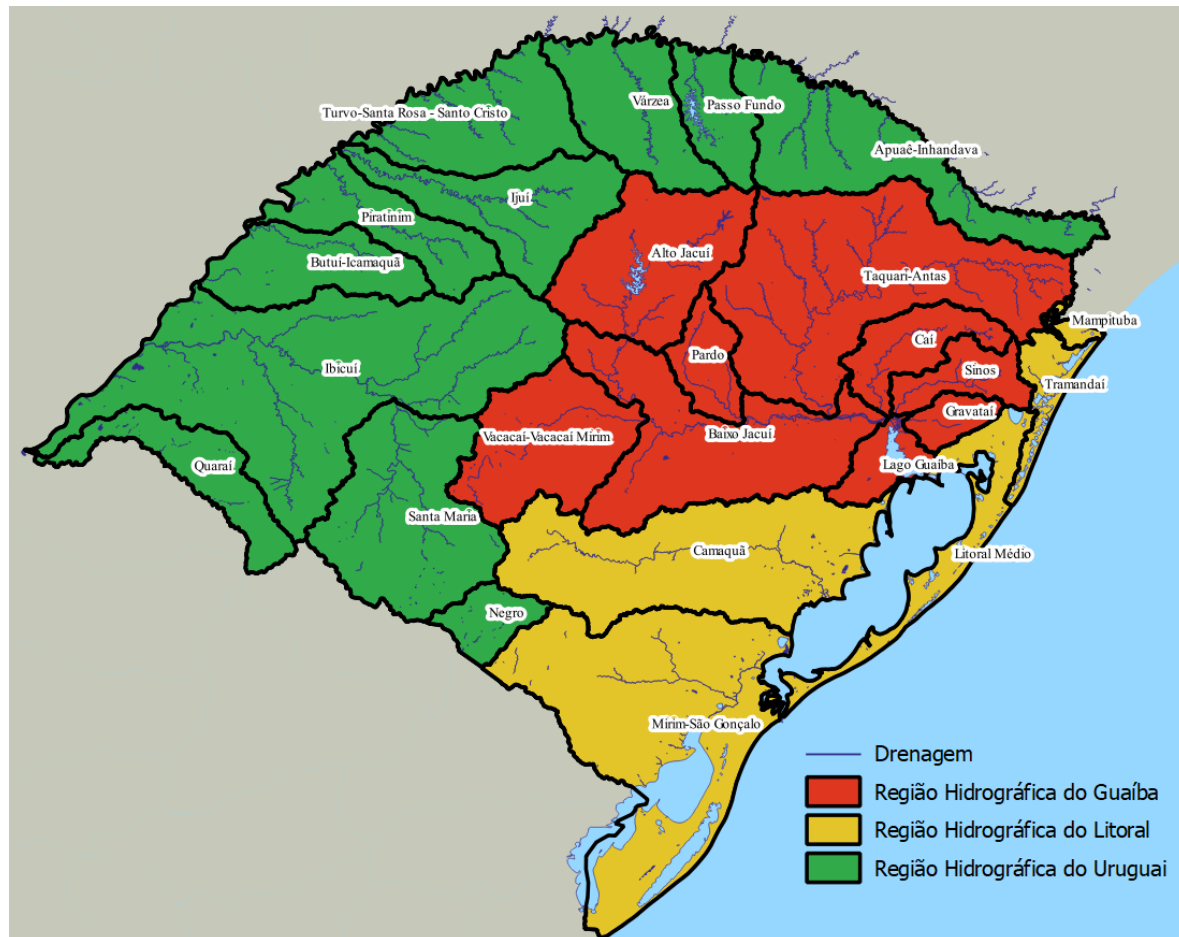 Várzea
Passo Fundo
Turvo-Santa Rosa - Santo Cristo
Apuaê-Inhandava
Ijuí
Piratinim
Alto Jacuí
Butuí-Icamaquã
Taquari-Antas
Mampituba
Caí
Pardo
Ibicuí
Sinos
Tramandaí
Gravataí
Vacacaí-Vacacaí Mirim
Baixo Jacuí
Quaraí
Lago Guaíba
Santa Maria
Camaquã
Litoral Médio
Negro
Mirim-São Gonçalo
Drenagem
Região Hidrográfica do Guaíba
Região Hidrográfica do Litoral
Região Hidrográfica do Uruguai